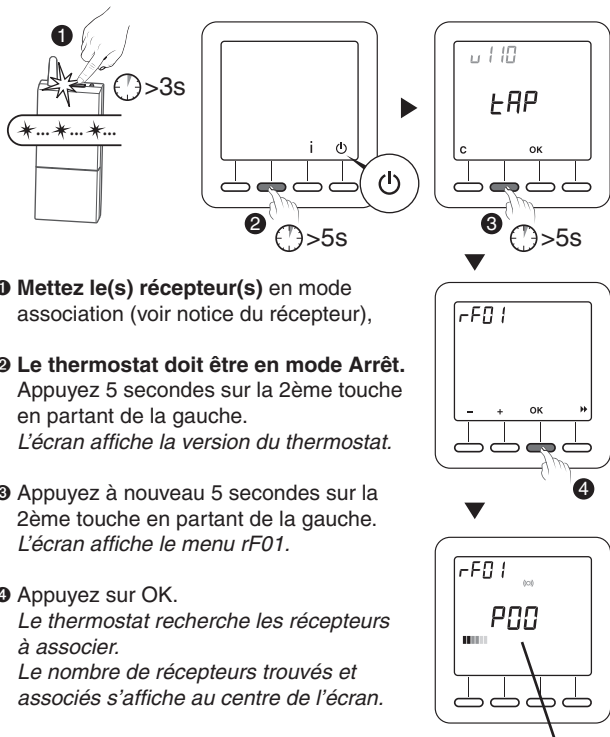 ❶
>3s
...
...
...
i
❷
>5s
u110
tAP
C
OK
❸
>5s
❶ Mettez le(s) récepteur(s) en mode
association (voir notice du récepteur),
❷ Le thermostat doit être en mode Arrêt.
Appuyez 5 secondes sur la 2ème touche
en partant de la gauche.
L'écran affiche la version du thermostat.
❸ Appuyez à nouveau 5 secondes sur la
2ème touche en partant de la gauche.
L'écran affiche le menu rF01.
❹ Appuyez sur OK.
Le thermostat recherche les récepteurs
à associer.
Le nombre de récepteurs trouvés et
associés s'affiche au centre de l'écran.
rF01
- + OK
❹
rF01
P00